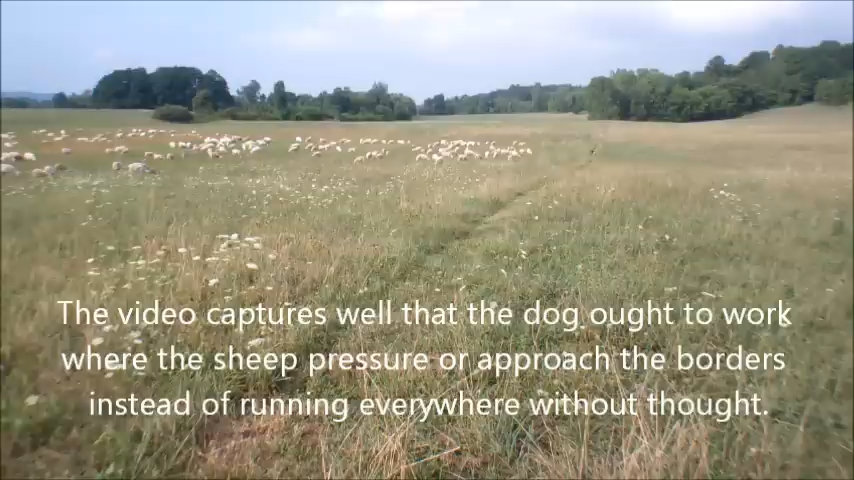 The video captures well that the dog ought to work
where the sheep pressure or approach the borders
instead of running everywhere without thought.